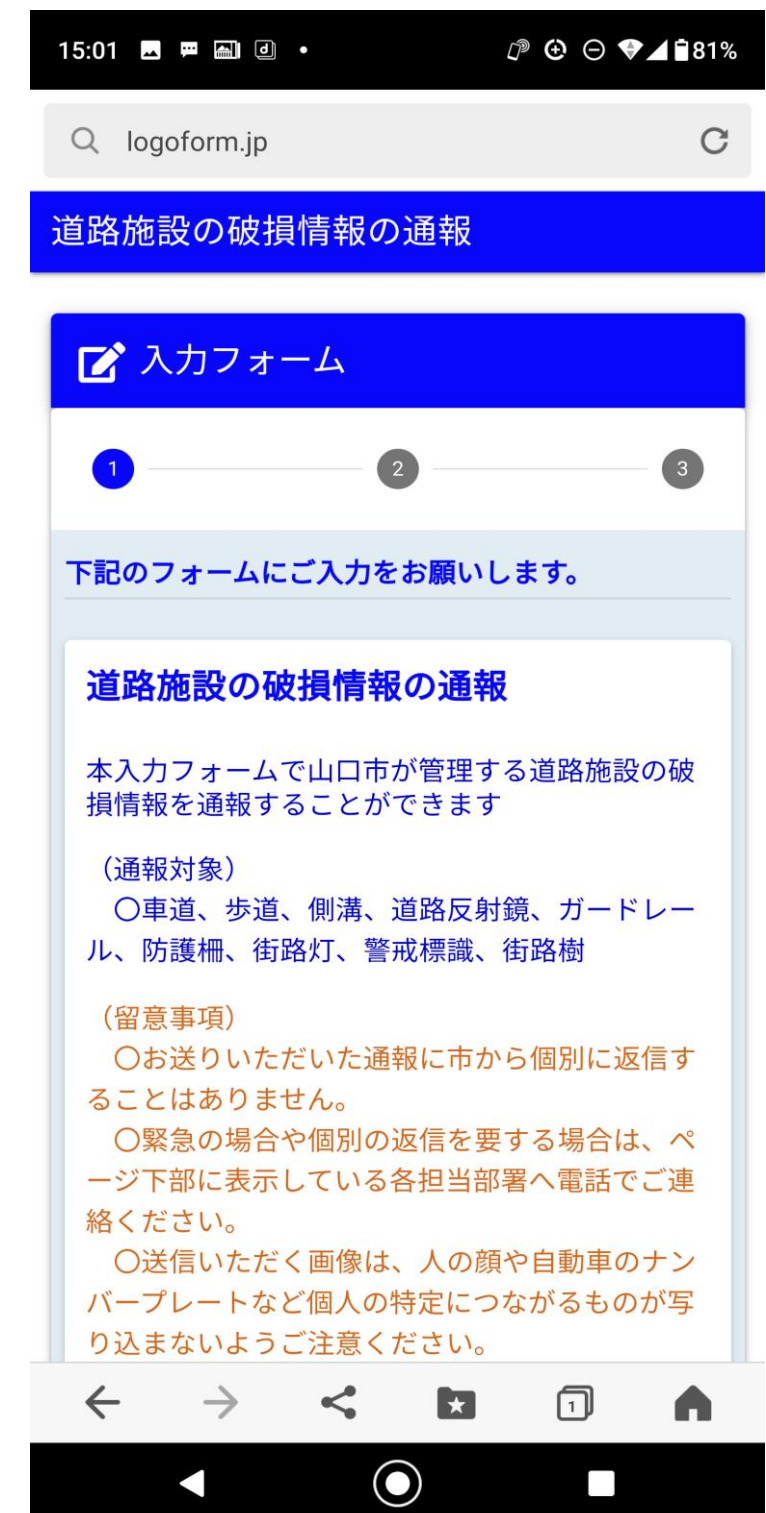 15:01
81%
logoform.jp
道路施設の破損情報の通報
入力フォーム
1 2 3
下記のフォームにご入力をお願いします。
道路施設の破損情報の通報
本入力フォームで山口市が管理する道路施設の破
損情報を通報することができます
（通報対象）
　〇車道、歩道、側溝、道路反射鏡、ガードレー
ル、防護柵、街路灯、警戒標識、街路樹
（留意事項）
　〇お送りいただいた通報に市から個別に返信す
ることはありません。
　〇緊急の場合や個別の返信を要する場合は、ペ
ージ下部に表示している各担当部署へ電話でご連
絡ください。
　〇送信いただく画像は、人の顔や自動車のナン
バープレートなど個人の特定につながるものが写
り込まないようご注意ください。
1